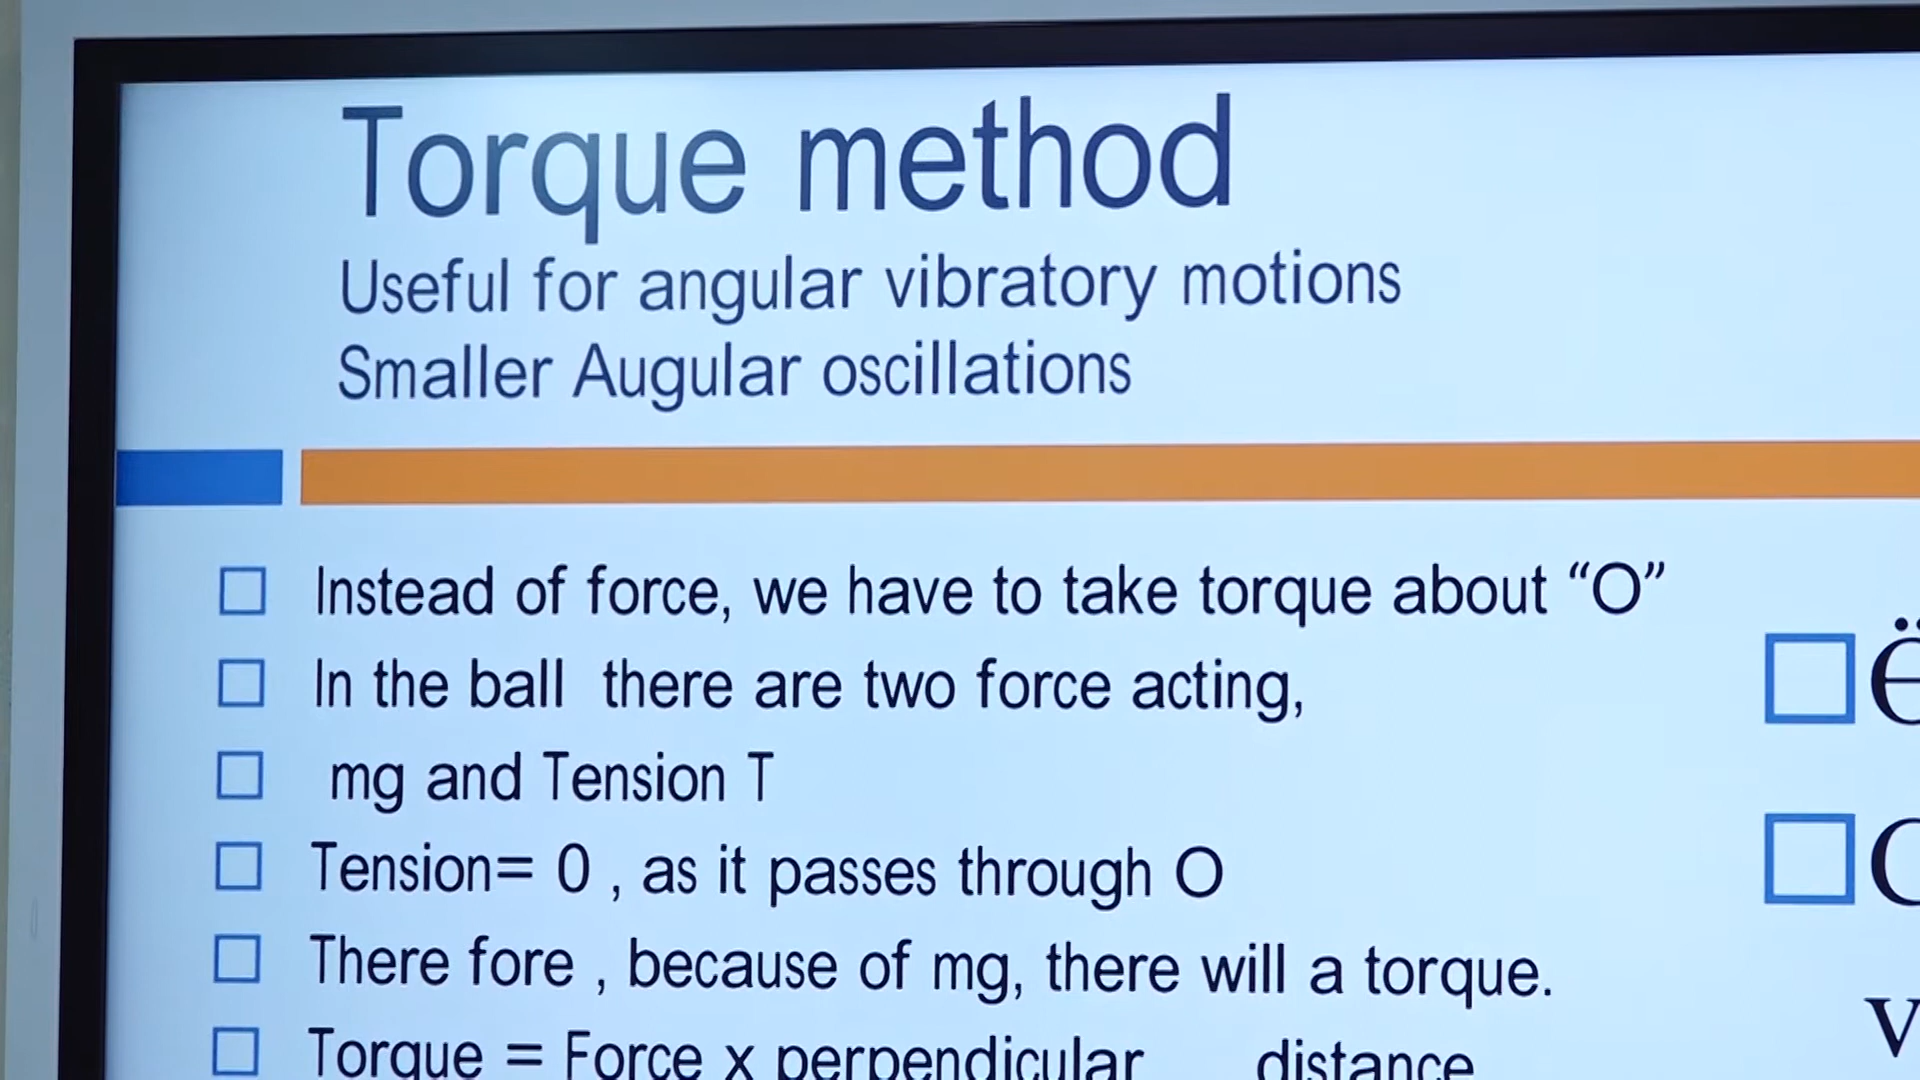 Torque method
Useful for angular vibratory motions
Smaller Augular oscillations
Instead of force, we have to take torque about “O”
In the ball there are two force acting,
mg and Tension T
Tension= 0 , as it passes through O
There fore , because of mg, there will a torque.
Torque = Force x perpendicular distance